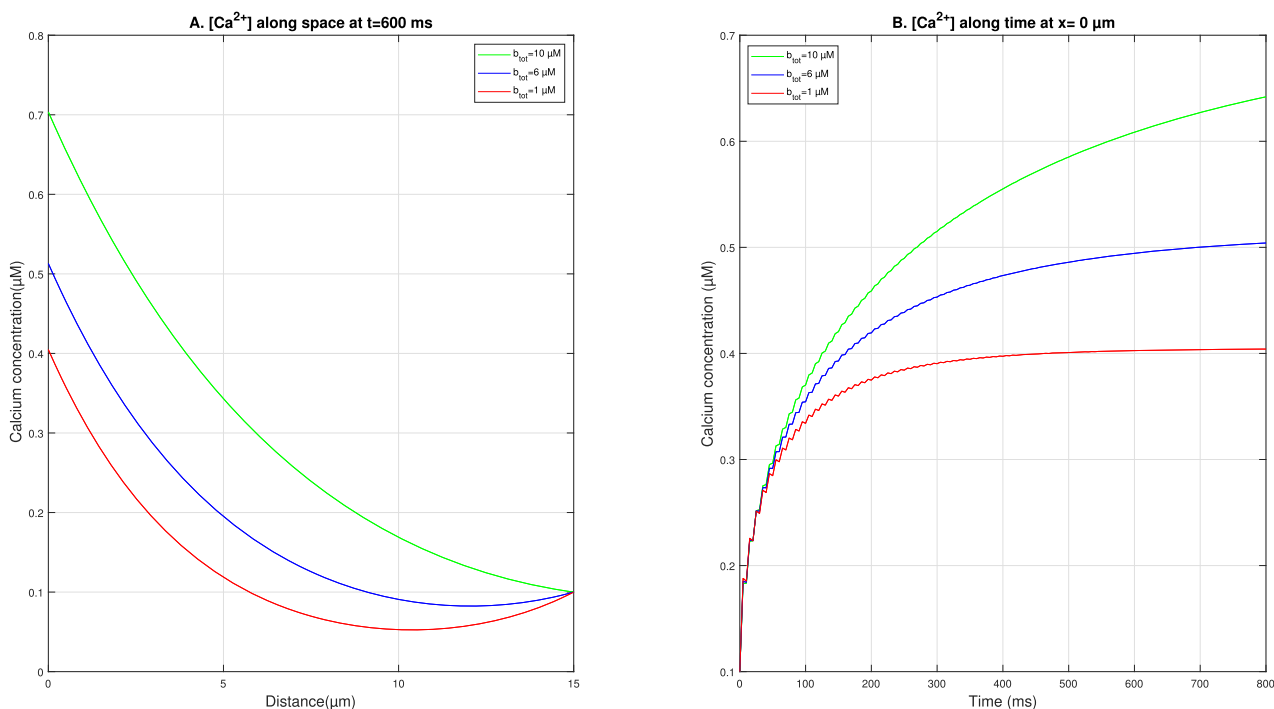 A. [Ca2+] along space at t=600 ms
0.8
0.7
0.6
0.5
0.4
0.3
0.2
0.1
0
Calcium concentration(µM)
btot=10 µM
btot=6 µM
btot=1 µM
0 5 10 15
Distance(µm)
B. [Ca2+] along time at x= 0 µm
0.7
0.6
0.5
0.4
0.3
0.2
0.1
Calcium concentration (µM)
btot=10 µM
btot=6 µM
btot=1 µM
0 100 200 300 400 500 600 700 800
Time (ms)